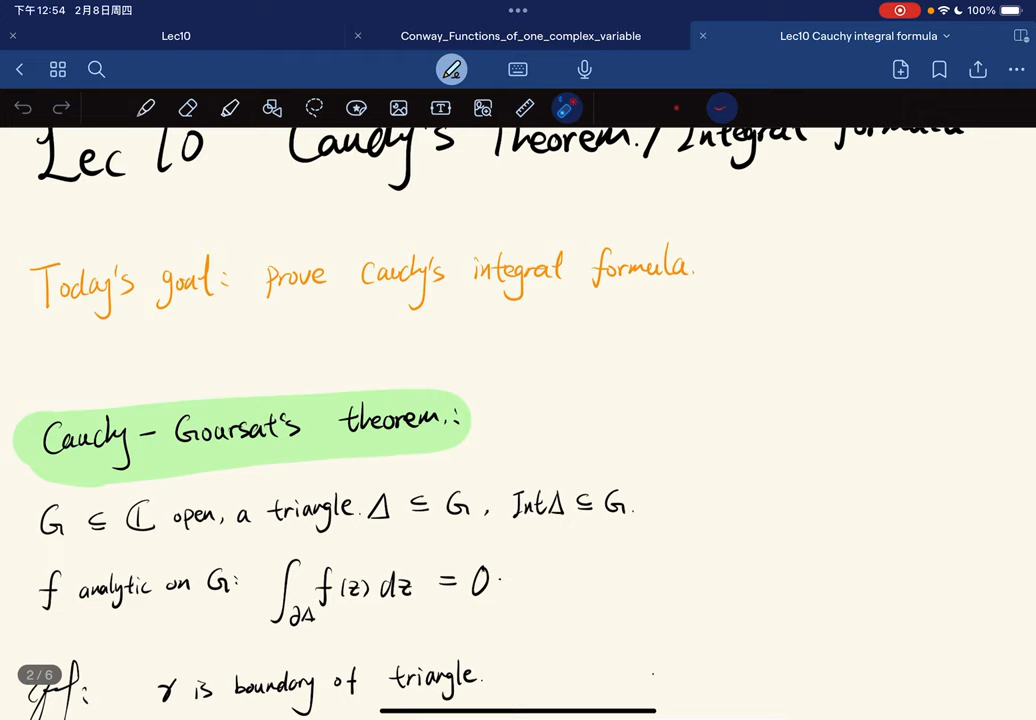 下午12:54 2月8日周四
100%
Lec10
Conway_Functions_of_one_complex_variable
Lec10 Cauchy integral formula
Lec 10 Cauchy's Theorem. / Integral formula
Today's goal: prove Cauchy's integral formula.
Cauchy - Goursat's theorem.:
G ⊆ ℂ open, a triangle. Δ ⊆ G, Int Δ ⊆ G.
f analytic on G: ∫_{∂Δ} f(z) dz = 0.
2 / 6
γ is boundary of triangle.